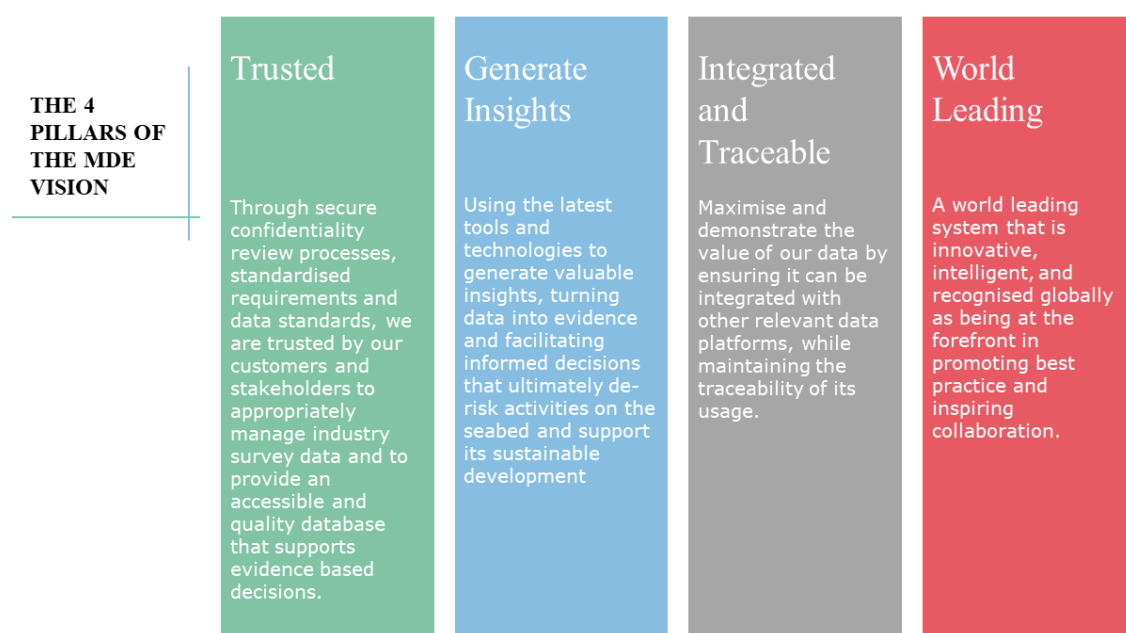 THE 4
PILLARS OF
THE MDE
VISION
Trusted
Through secure
confidentiality
review processes,
standardised
requirements and
data standards, we
are trusted by our
customers and
stakeholders to
appropriately
manage industry
survey data and to
provide an
accessible and
quality database
that supports
evidence based
decisions.
Generate
Insights
Using the latest
tools and
technologies to
generate valuable
insights, turning
data into evidence
and facilitating
informed decisions
that ultimately de-
risk activities on the
seabed and support
its sustainable
development
Integrated
and
Traceable
Maximise and
demonstrate the
value of our data by
ensuring it can be
integrated with
other relevant data
platforms, while
maintaining the
traceability of its
usage.
World
Leading
A world leading
system that is
innovative,
intelligent, and
recognised globally
as being at the
forefront in
promoting best
practice and
inspiring
collaboration.